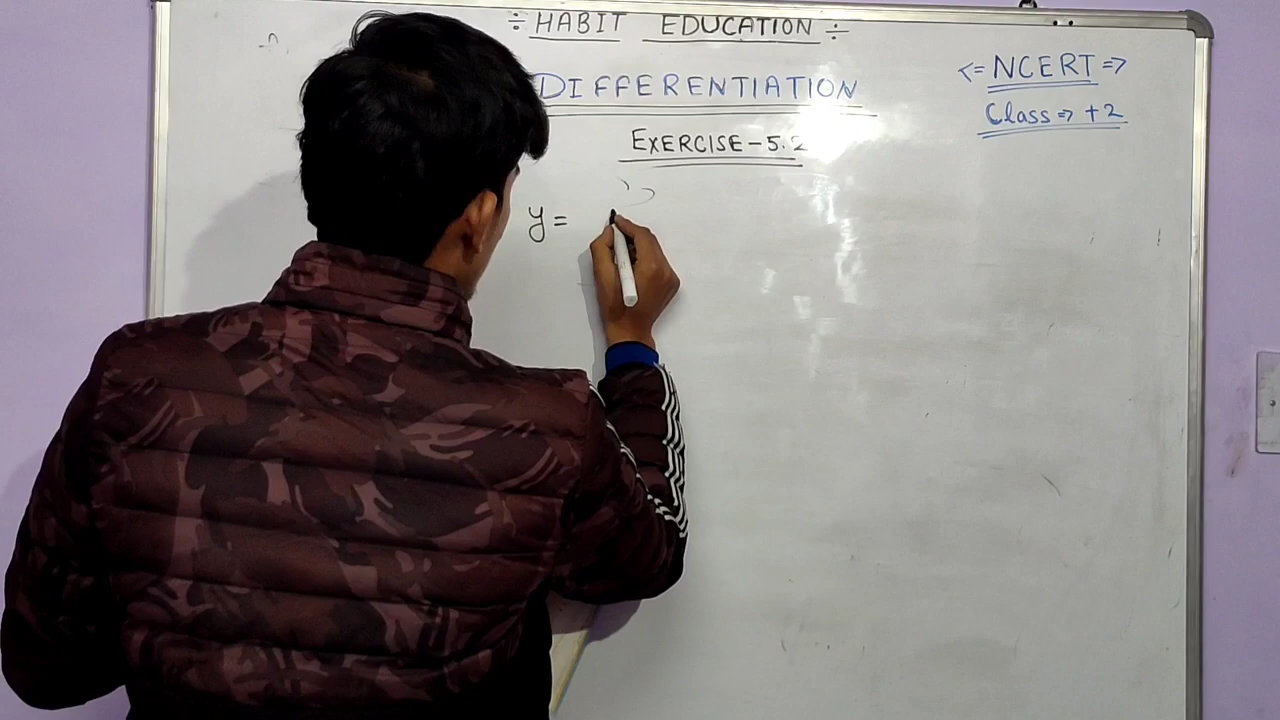 ÷ HABIT EDUCATION ÷
DIFFERENTIATION
EXERCISE-5.2
<= NCERT =>
Class => +2
y =